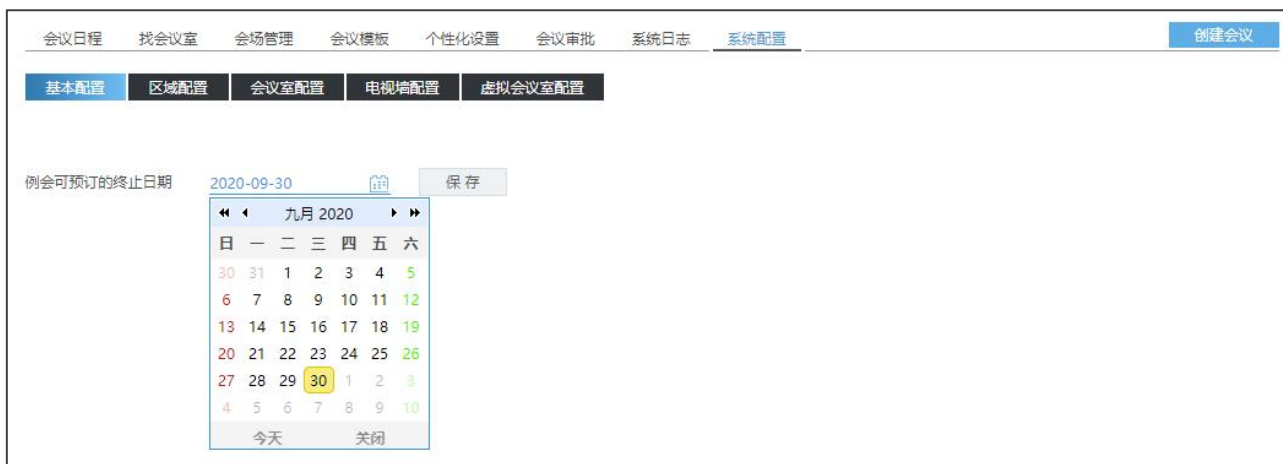 会议日程 找会议室 会场管理 会议模板 个性化设置 会议审批 系统日志 系统配置 创建会议
基本配置 区域配置 会议室配置 电视墙配置 虚拟会议室配置
例会可预订的终止日期 2020-09-30 保存
九月 2020
日 一 二 三 四 五 六
30 31 1 2 3 4 5
6 7 8 9 10 11 12
13 14 15 16 17 18 19
20 21 22 23 24 25 26
27 28 29 30 1 2 3
4 5 6 7 8 9 10
今天 关闭